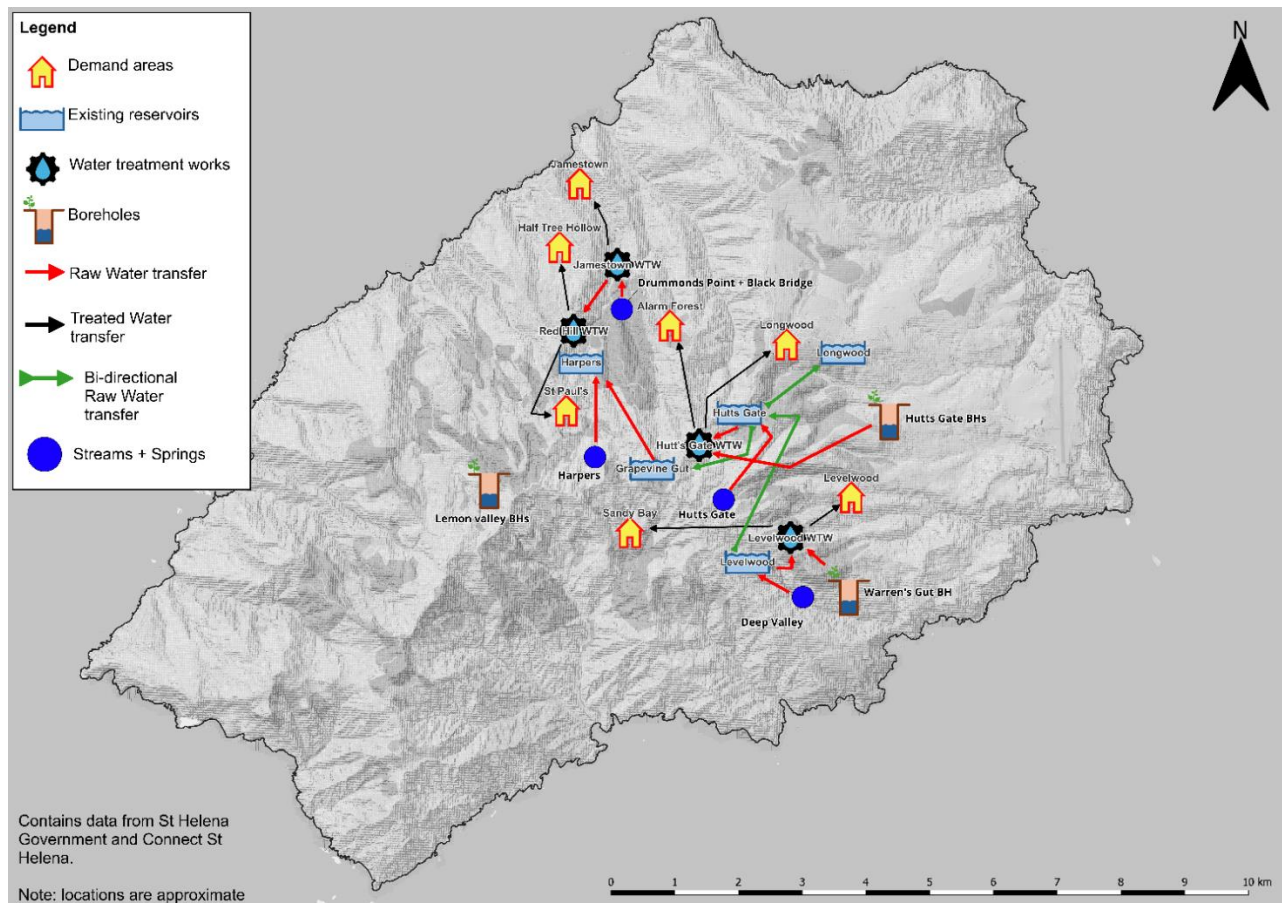 Legend
Demand areas
Existing reservoirs
Water treatment works
Boreholes
Raw Water transfer
Treated Water
transfer
Bi-directional
Raw Water
transfer
Streams + Springs
N
Jamestown
Half Tree Hollow
Jamestown WTW
Drummonds Point + Black Bridge
Alarm Forest
Red Hill WTW
Longwood
Longwood
Harpers
St Paul's
Hutts Gate
Hutts Gate BHs
Hutt's Gate WTW
Grapevine Gut
Harpers
Lemon valley BHs
Levelwood
Hutts Gate
Sandy Bay
Levelwood WTW
Levelwood
Warren's Gut BH
Deep Valley
Contains data from St Helena
Government and Connect St
Helena.
Note: locations are approximate
0 1 2 3 4 5 6 7 8 9 10 km